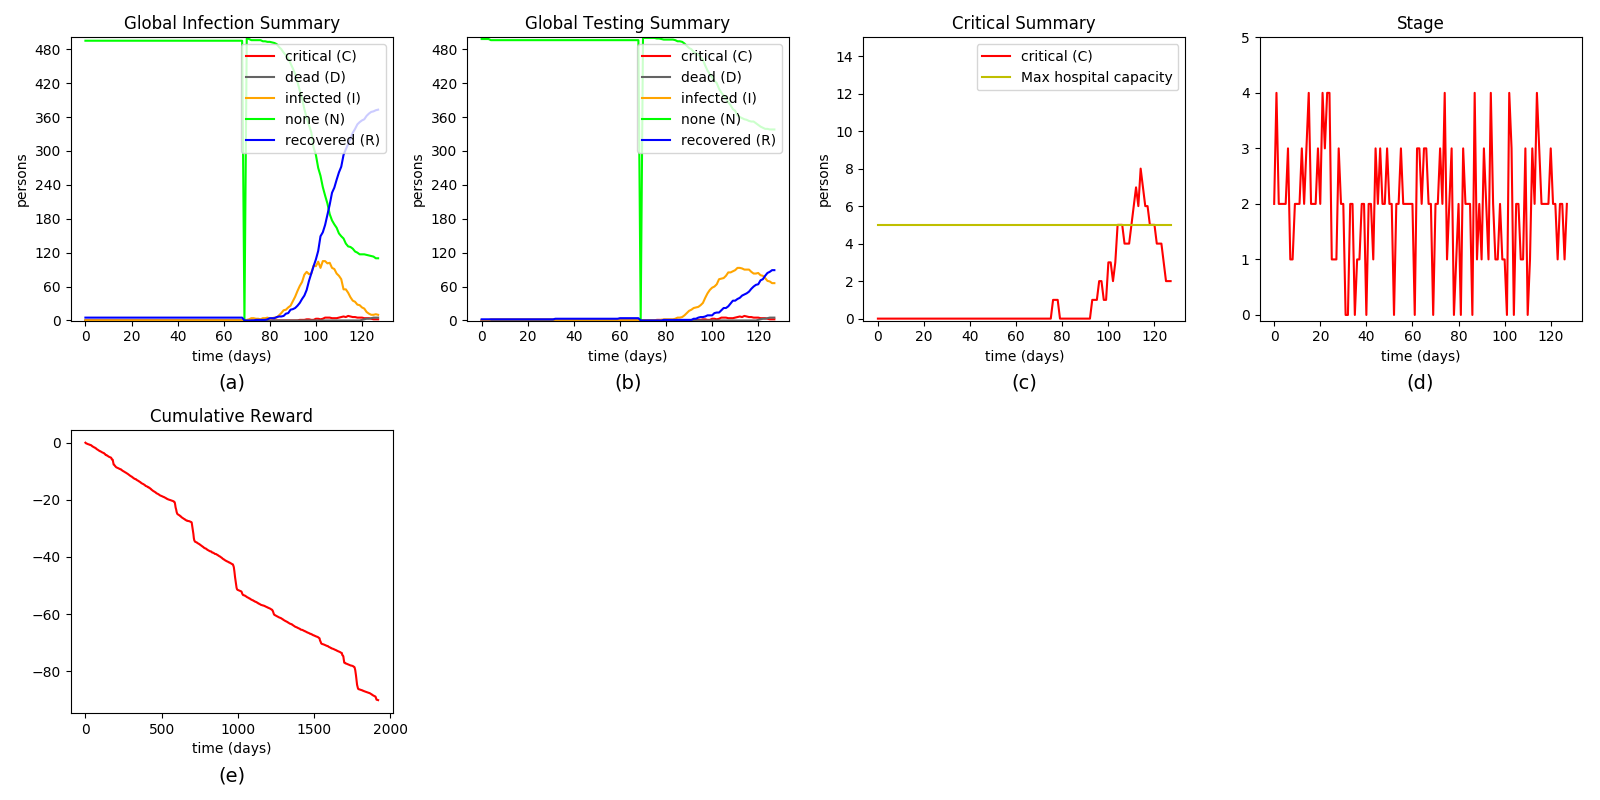 Global Infection Summary
persons
480
420
360
300
240
180
120
60
0
critical (C)
dead (D)
infected (I)
none (N)
recovered (R)
0 20 40 60 80 100 120
time (days)
(a)
Global Testing Summary
persons
480
420
360
300
240
180
120
60
0
critical (C)
dead (D)
infected (I)
none (N)
recovered (R)
0 20 40 60 80 100 120
time (days)
(b)
Critical Summary
persons
14
12
10
8
6
4
2
0
critical (C)
Max hospital capacity
0 20 40 60 80 100 120
time (days)
(c)
Stage
5
4
3
2
1
0
0 20 40 60 80 100 120
time (days)
(d)
Cumulative Reward
0
−20
−40
−60
−80
0 500 1000 1500 2000
time (days)
(e)